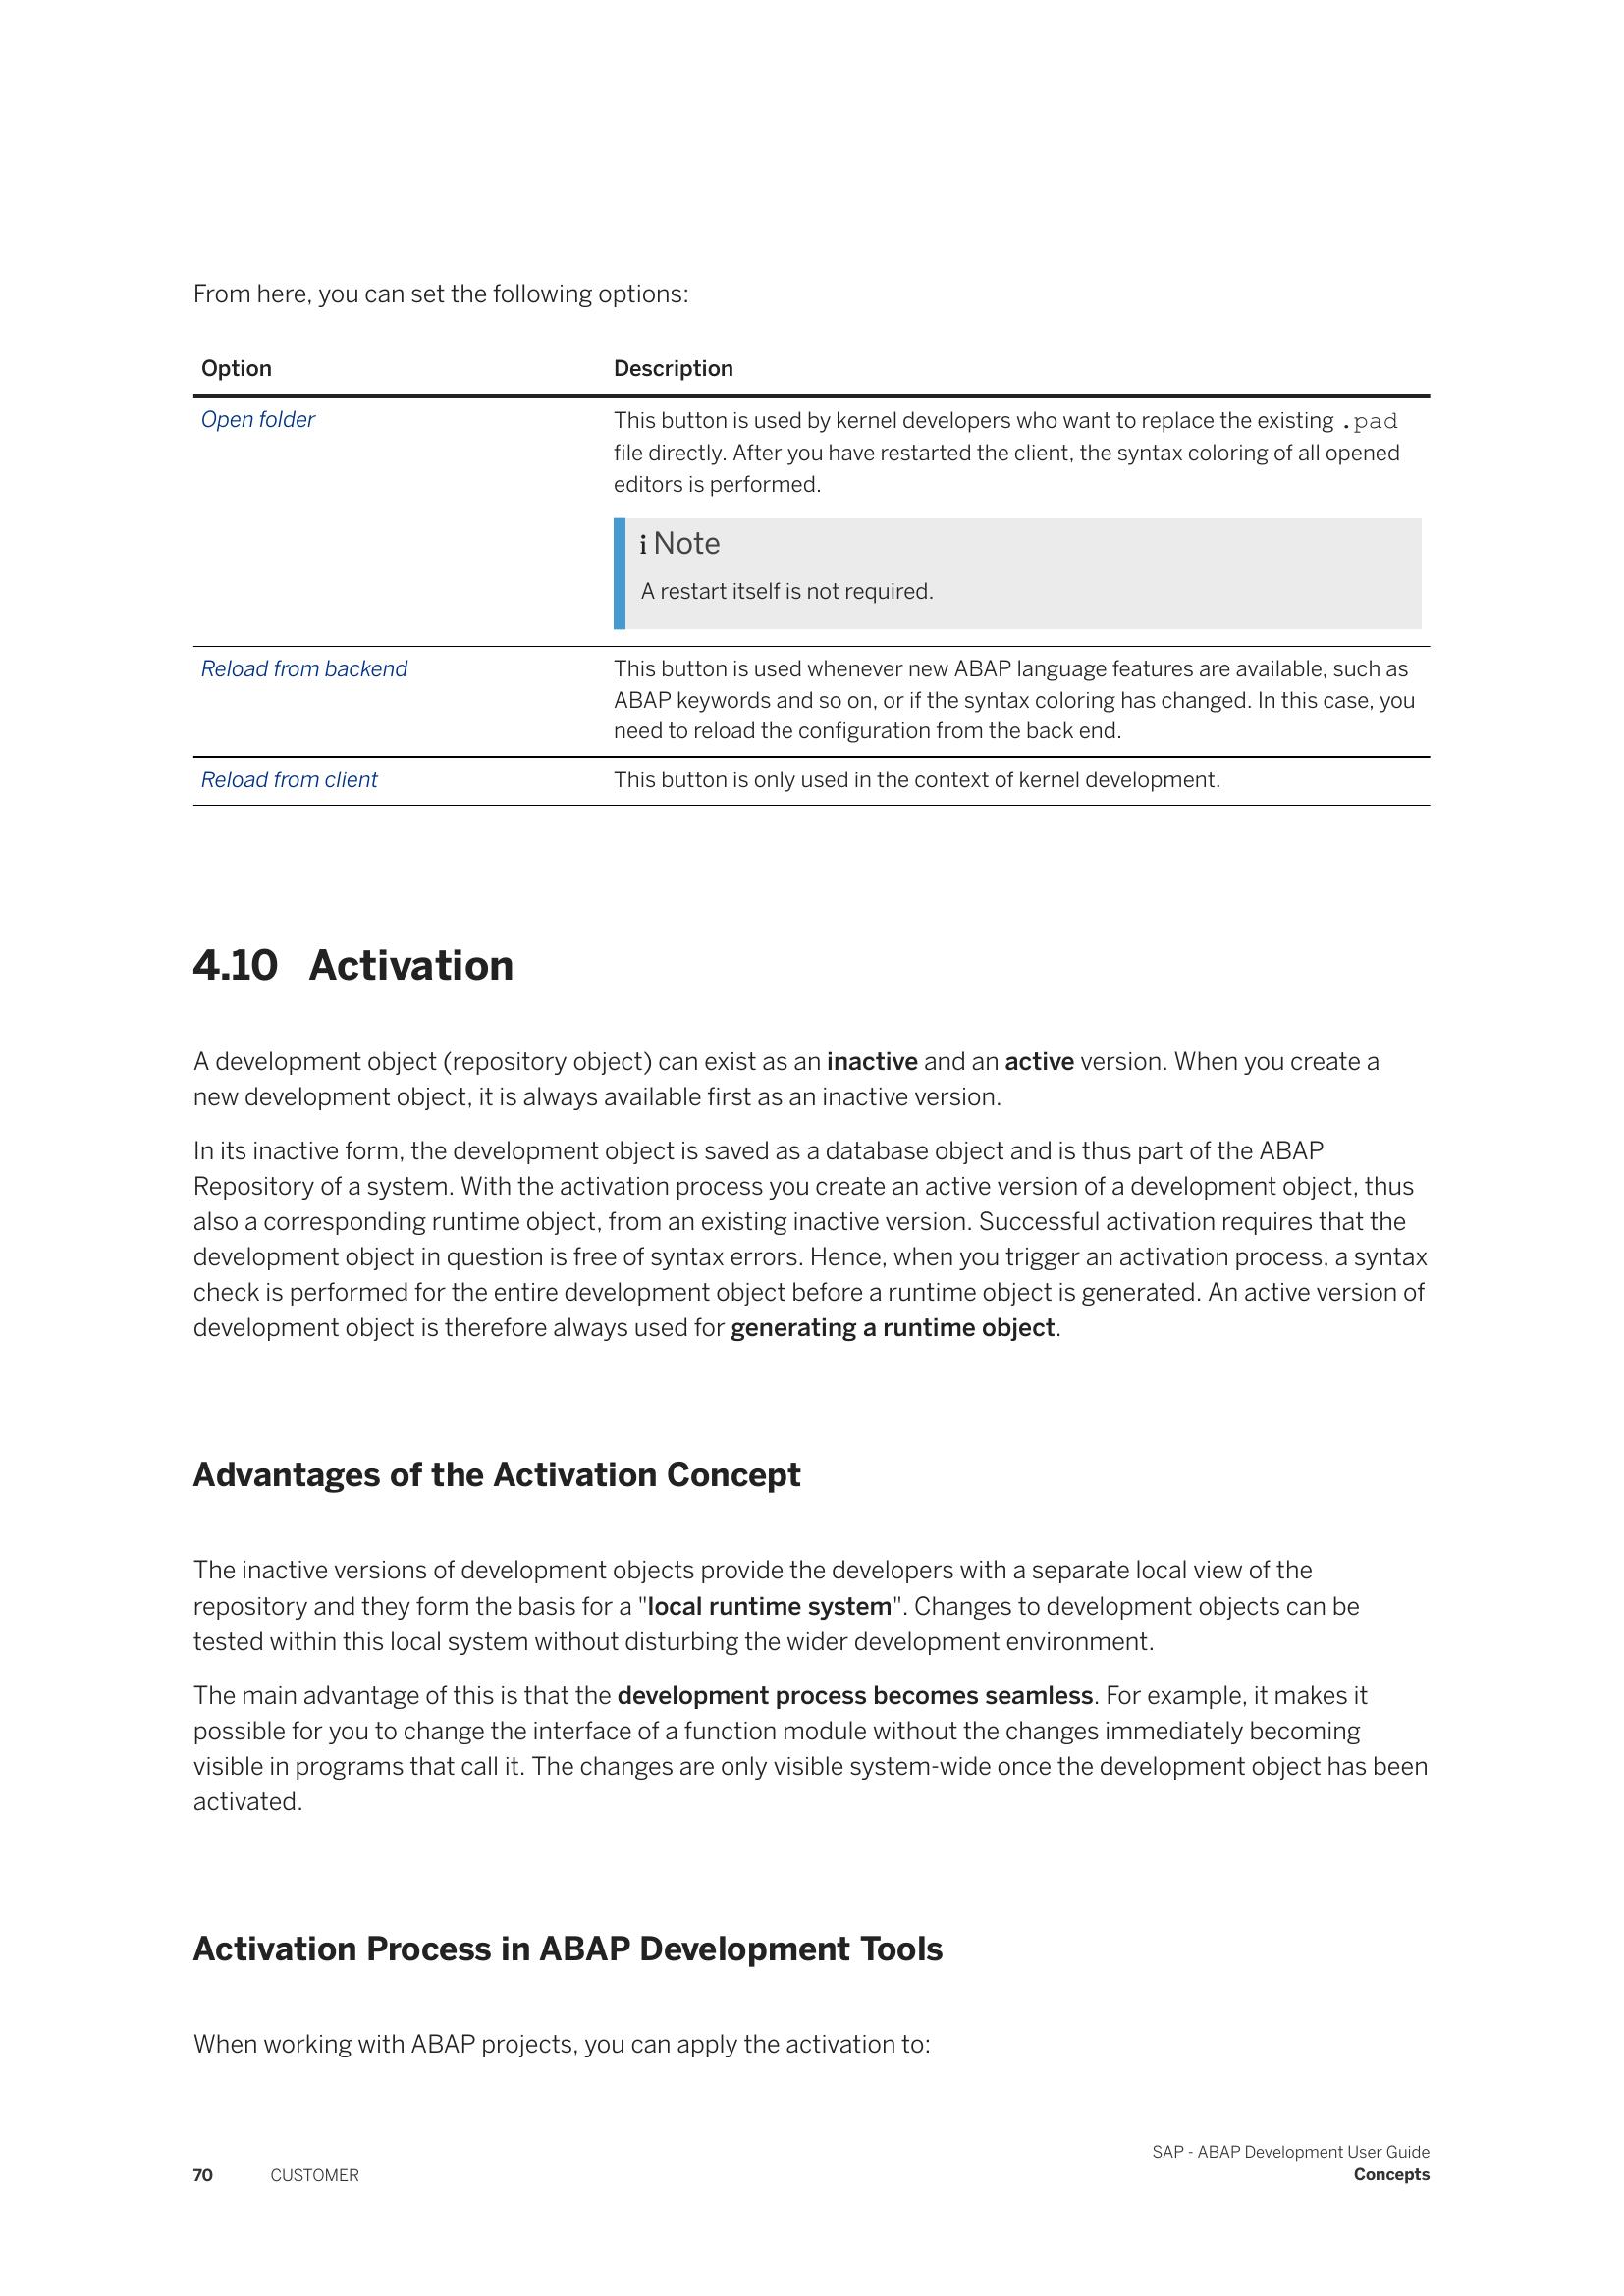 From here, you can set the following options:
Option Description
Open folder This button is used by kernel developers who want to replace the existing .pad
file directly. After you have restarted the client, the syntax coloring of all opened
editors is performed.
i Note
A restart itself is not required.
Reload from backend This button is used whenever new ABAP language features are available, such as
ABAP keywords and so on, or if the syntax coloring has changed. In this case, you
need to reload the configuration from the back end.
Reload from client This button is only used in the context of kernel development.
4.10 Activation
A development object (repository object) can exist as an inactive and an active version. When you create a
new development object, it is always available first as an inactive version.
In its inactive form, the development object is saved as a database object and is thus part of the ABAP
Repository of a system. With the activation process you create an active version of a development object, thus
also a corresponding runtime object, from an existing inactive version. Successful activation requires that the
development object in question is free of syntax errors. Hence, when you trigger an activation process, a syntax
check is performed for the entire development object before a runtime object is generated. An active version of
development object is therefore always used for generating a runtime object.
Advantages of the Activation Concept
The inactive versions of development objects provide the developers with a separate local view of the
repository and they form the basis for a "local runtime system". Changes to development objects can be
tested within this local system without disturbing the wider development environment.
The main advantage of this is that the development process becomes seamless. For example, it makes it
possible for you to change the interface of a function module without the changes immediately becoming
visible in programs that call it. The changes are only visible system-wide once the development object has been
activated.
Activation Process in ABAP Development Tools
When working with ABAP projects, you can apply the activation to:
SAP - ABAP Development User Guide
70 CUSTOMER Concepts